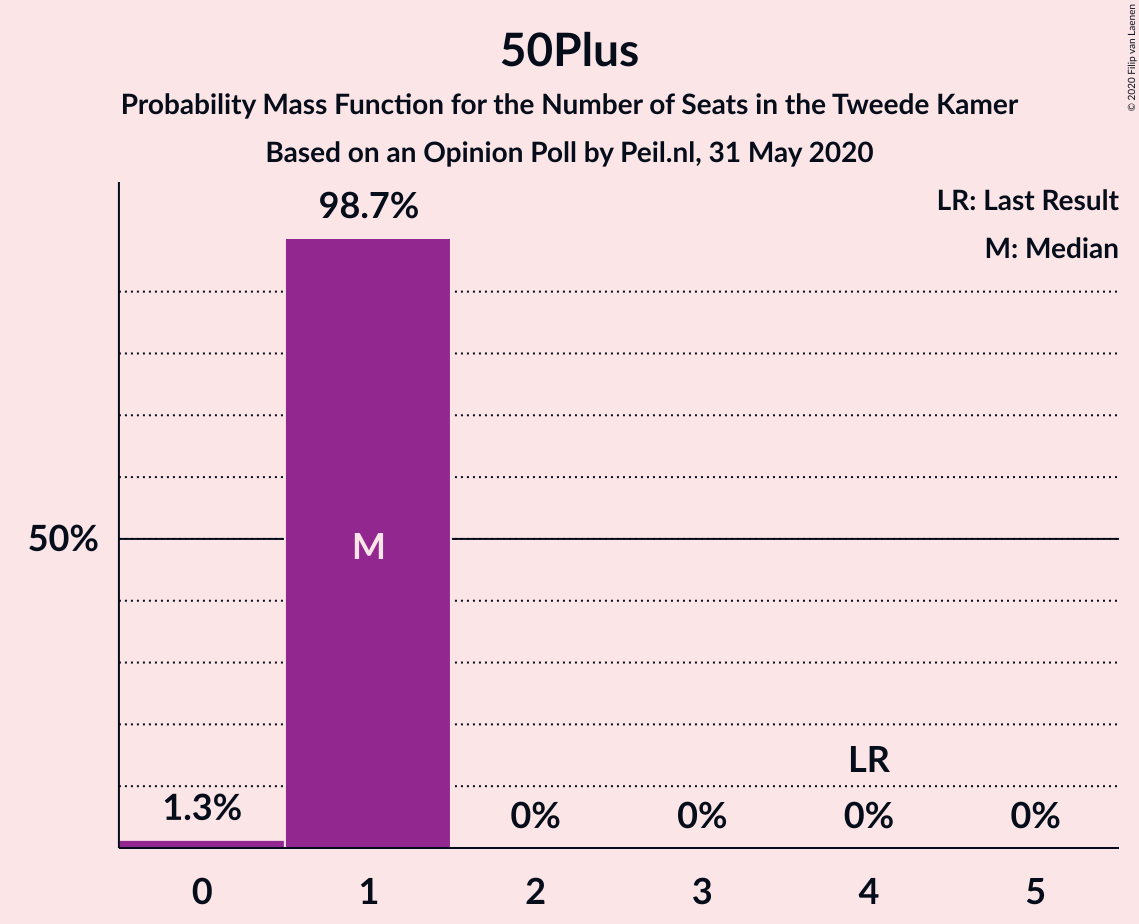 50Plus
Probability Mass Function for the Number of Seats in the Tweede Kamer
Based on an Opinion Poll by Peil.nl, 31 May 2020
© 2020 Filip van Laenen
LR: Last Result
M: Median
98.7%
50%
M
LR
1.3%
0%
0%
0%
0%
0 1 2 3 4 5